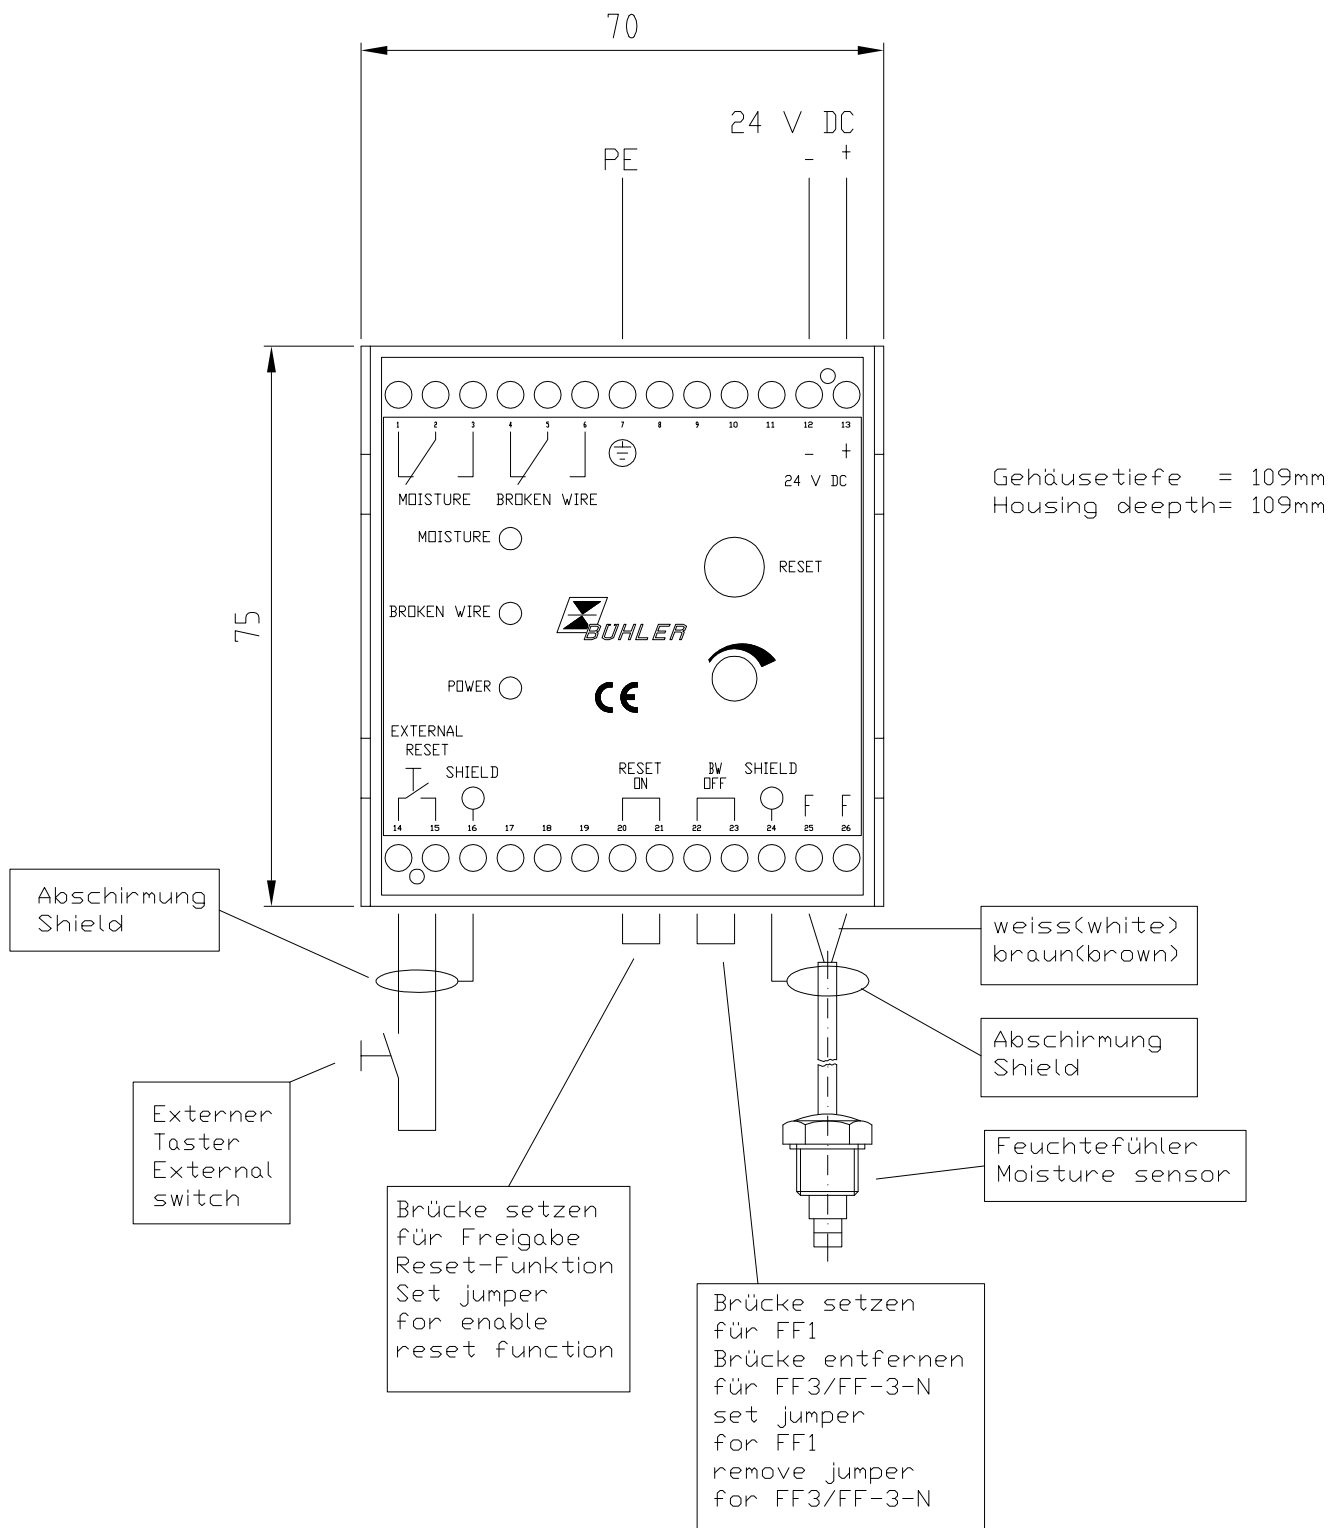 70
24 V DC
PE
- +
75
1 2 3 4 5 6 7 8 9 10 11 12 13
- +
24 V DC
MOISTURE BROKEN WIRE
MOISTURE
RESET
BROKEN WIRE
BÜHLER
POWER
CE
EXTERNAL
RESET
SHIELD
RESET
ON
BW
OFF
SHIELD
F F
14 15 16 17 18 19 20 21 22 23 24 25 26
Gehäusetiefe = 109mm
Housing deepth= 109mm
Abschirmung
Shield
weiss(white)
braun(brown)
Abschirmung
Shield
Externer
Taster
External
switch
Feuchtefühler
Moisture sensor
Brücke setzen
für Freigabe
Reset-Funktion
Set jumper
for enable
reset function
Brücke setzen
für FF1
Brücke entfernen
für FF3/FF-3-N
set jumper
for FF1
remove jumper
for FF3/FF-3-N